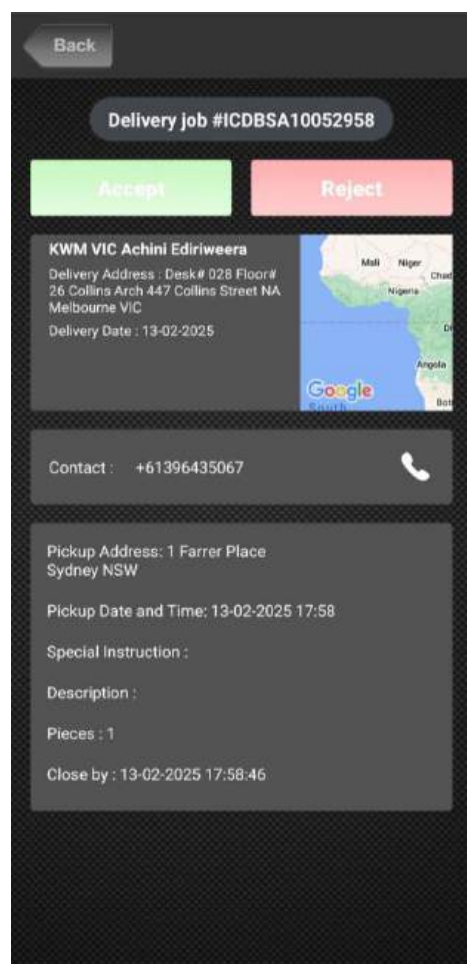 Back
Delivery job #ICDBSA10052958
Accept
Reject
KWM VIC Achini Ediriweera
Delivery Address : Desk# 028 Floor#
26 Collins Arch 447 Collins Street NA
Melbourne VIC
Delivery Date : 13-02-2025
Mali
Niger
Chad
Nigeria
Angola
Google
South
Contact : +61396435067
Pickup Address: 1 Farrer Place
Sydney NSW
Pickup Date and Time: 13-02-2025 17:58
Special Instruction :
Description :
Pieces : 1
Close by : 13-02-2025 17:58:46